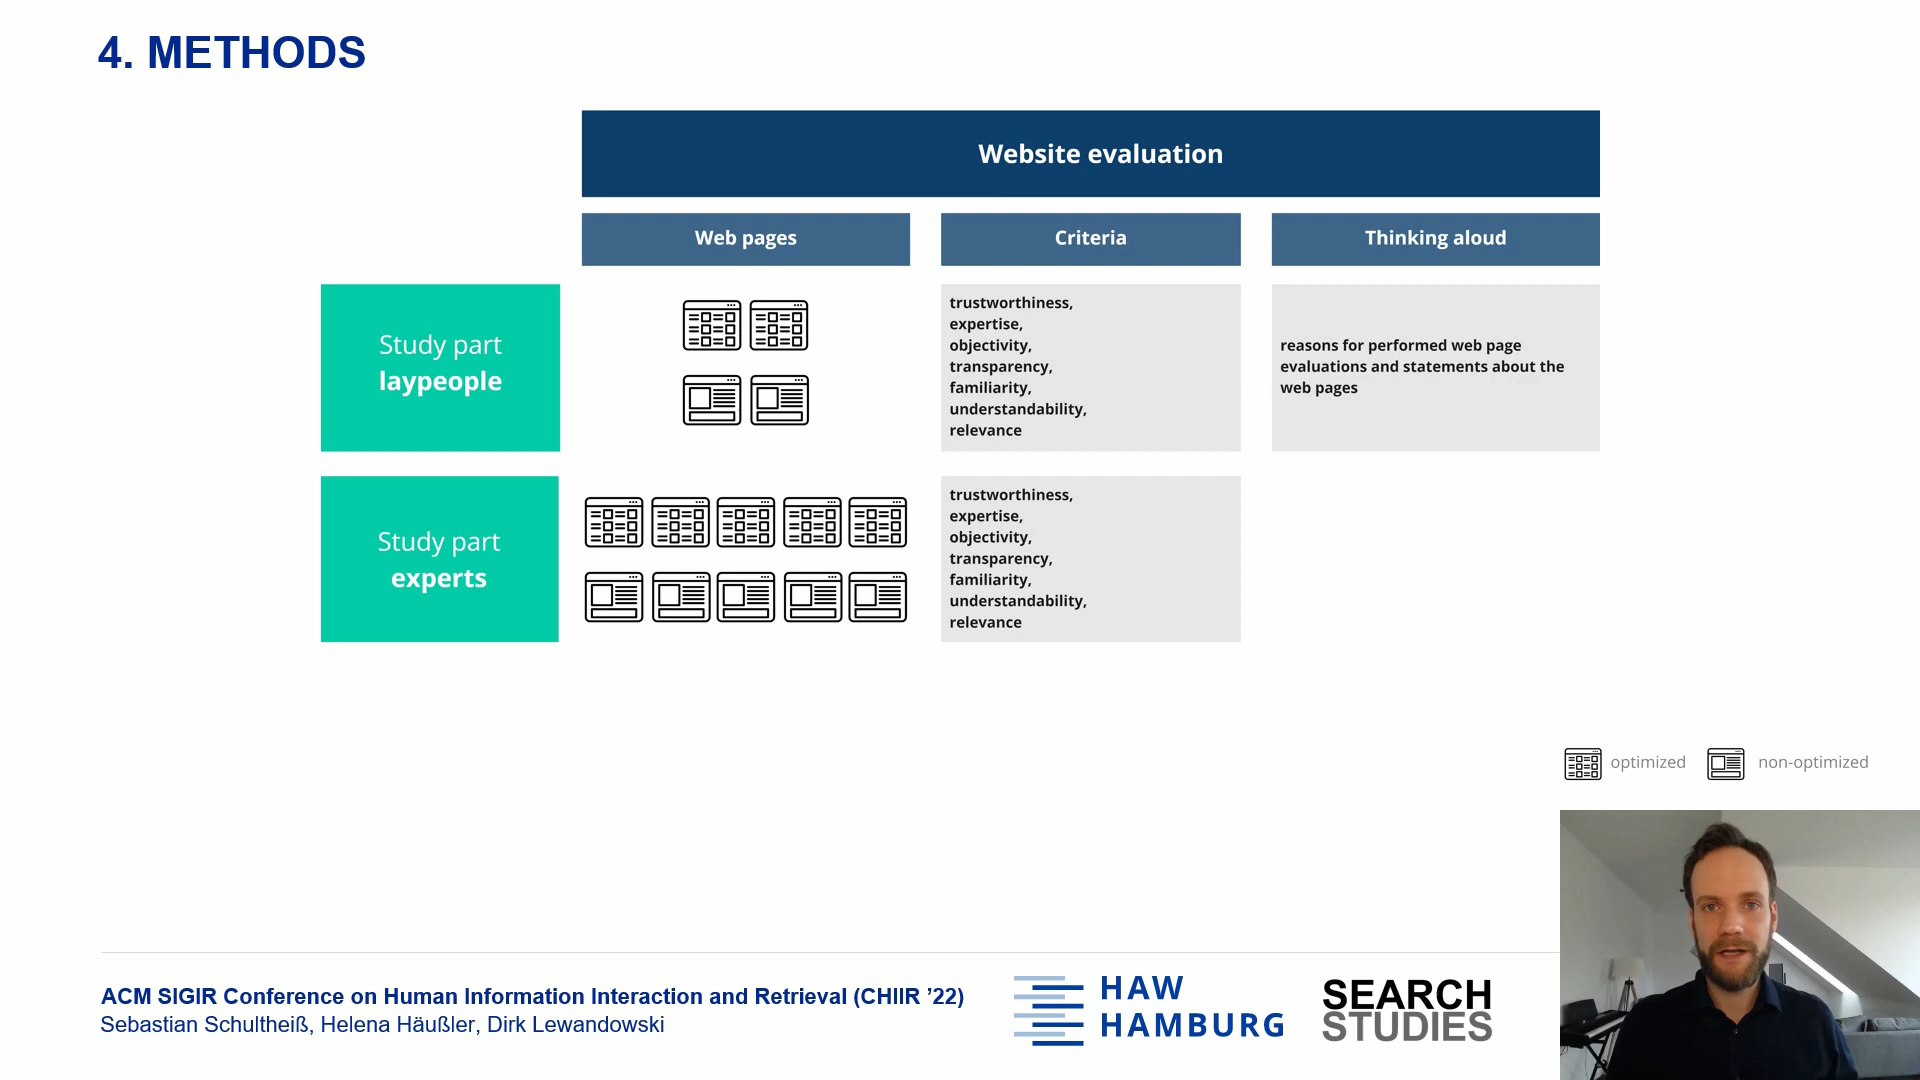 4. METHODS
Website evaluation
Web pages
Criteria
Thinking aloud
Study part
laypeople
trustworthiness,
expertise,
objectivity,
transparency,
familiarity,
understandability,
relevance
reasons for performed web page
evaluations and statements about the
web pages
Study part
experts
trustworthiness,
expertise,
objectivity,
transparency,
familiarity,
understandability,
relevance
optimized
non-optimized
ACM SIGIR Conference on Human Information Interaction and Retrieval (CHIIR ’22)
Sebastian Schultheiß, Helena Häußler, Dirk Lewandowski
HAW
HAMBURG
SEARCH
STUDIES